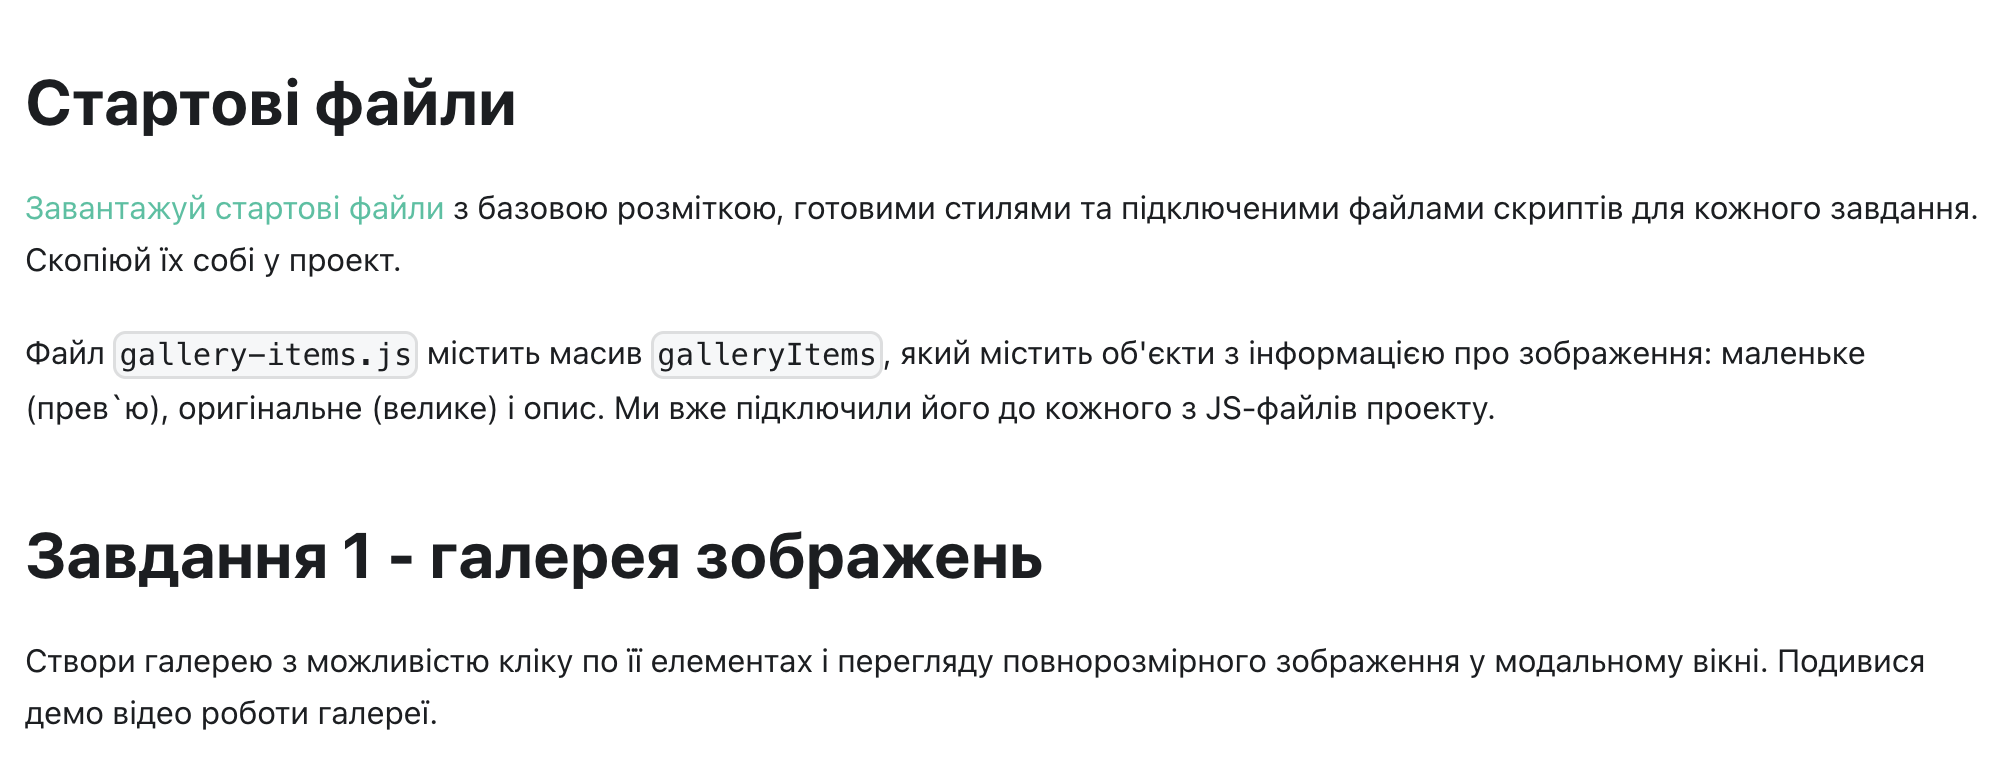 Стартові файли
Завантажуй стартові файли з базовою розміткою, готовими стилями та підключеними файлами скриптів для кожного завдання.
Скопіюй їх собі у проект.
Файл gallery-items.js містить масив galleryItems, який містить об'єкти з інформацією про зображення: маленьке
(прев`ю), оригінальне (велике) і опис. Ми вже підключили його до кожного з JS-файлів проекту.
Завдання 1 - галерея зображень
Створи галерею з можливістю кліку по її елементах і перегляду повнорозмірного зображення у модальному вікні. Подивися
демо відео роботи галереї.